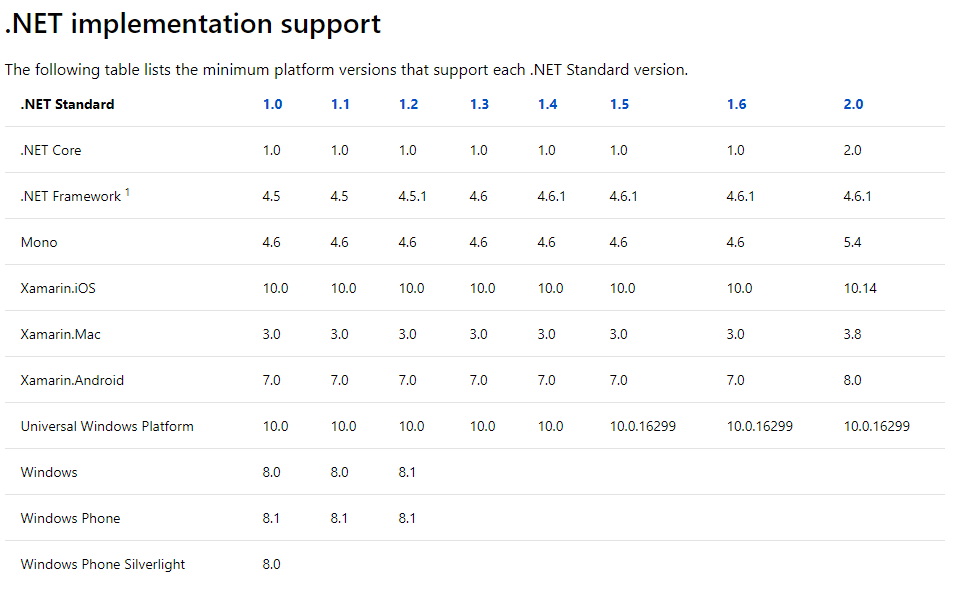 .NET implementation support
The following table lists the minimum platform versions that support each .NET Standard version.
.NET Standard 1.0 1.1 1.2 1.3 1.4 1.5 1.6 2.0
.NET Core 1.0 1.0 1.0 1.0 1.0 1.0 1.0 2.0
.NET Framework 1 4.5 4.5 4.5.1 4.6 4.6.1 4.6.1 4.6.1 4.6.1
Mono 4.6 4.6 4.6 4.6 4.6 4.6 4.6 5.4
Xamarin.iOS 10.0 10.0 10.0 10.0 10.0 10.0 10.0 10.14
Xamarin.Mac 3.0 3.0 3.0 3.0 3.0 3.0 3.0 3.8
Xamarin.Android 7.0 7.0 7.0 7.0 7.0 7.0 7.0 8.0
Universal Windows Platform 10.0 10.0 10.0 10.0 10.0 10.0.16299 10.0.16299 10.0.16299
Windows 8.0 8.0 8.1
Windows Phone 8.1 8.1 8.1
Windows Phone Silverlight 8.0